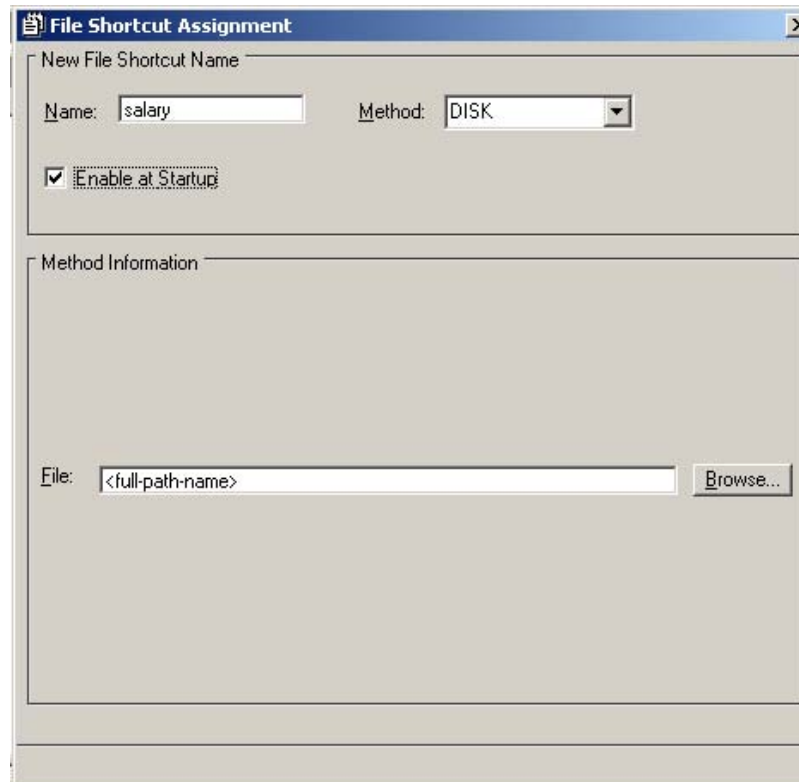 File Shortcut Assignment
New File Shortcut Name
Name: salary Method: DISK
Enable at Startup
Method Information
File: <full-path-name> Browse...